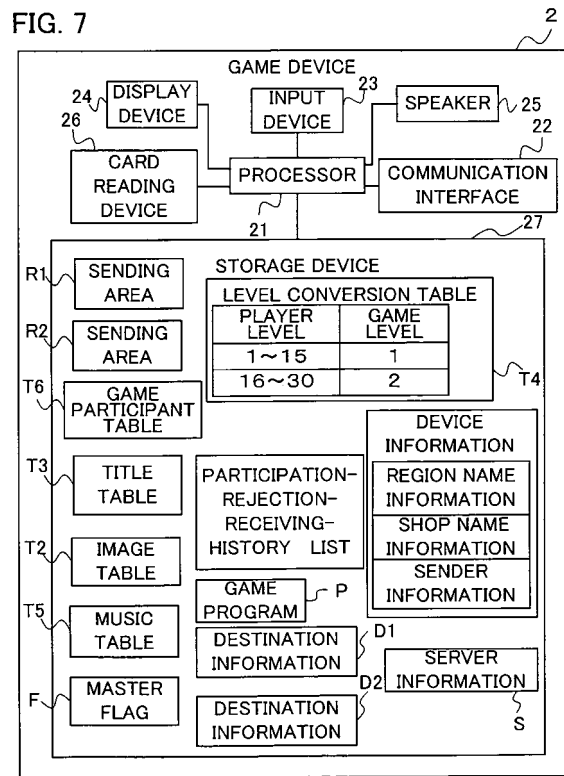 FIG. 7
2
GAME DEVICE
24
DISPLAY
DEVICE
INPUT
DEVICE
23
SPEAKER
25
26
CARD
READING
DEVICE
PROCESSOR
21
22
COMMUNICATION
INTERFACE
27
STORAGE DEVICE
R1
SENDING
AREA
R2
SENDING
AREA
LEVEL CONVERSION TABLE
PLAYER
LEVEL
GAME
LEVEL
1~15
1
16~30
2
T4
T6
GAME
PARTICIPANT
TABLE
T3
TITLE
TABLE
PARTICIPATION-
REJECTION-
RECEIVING-
HISTORY LIST
DEVICE
INFORMATION
REGION NAME
INFORMATION
SHOP NAME
INFORMATION
SENDER
INFORMATION
T2
IMAGE
TABLE
GAME
PROGRAM
P
T5
MUSIC
TABLE
DESTINATION
INFORMATION
D1
SERVER
INFORMATION
S
F
MASTER
FLAG
DESTINATION
INFORMATION
D2